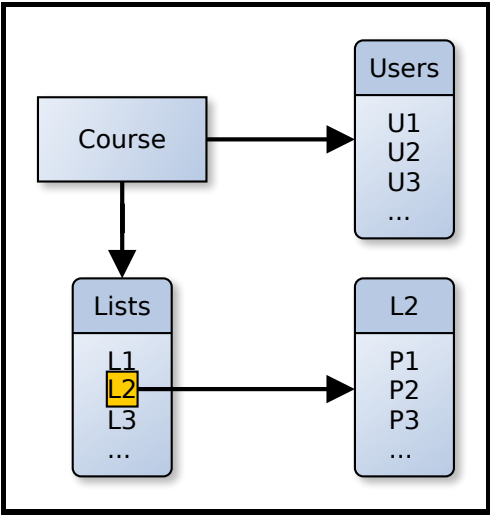 Users
U1
U2
U3
...
Course
Lists
L1
L2
L3
...
L2
P1
P2
P3
...